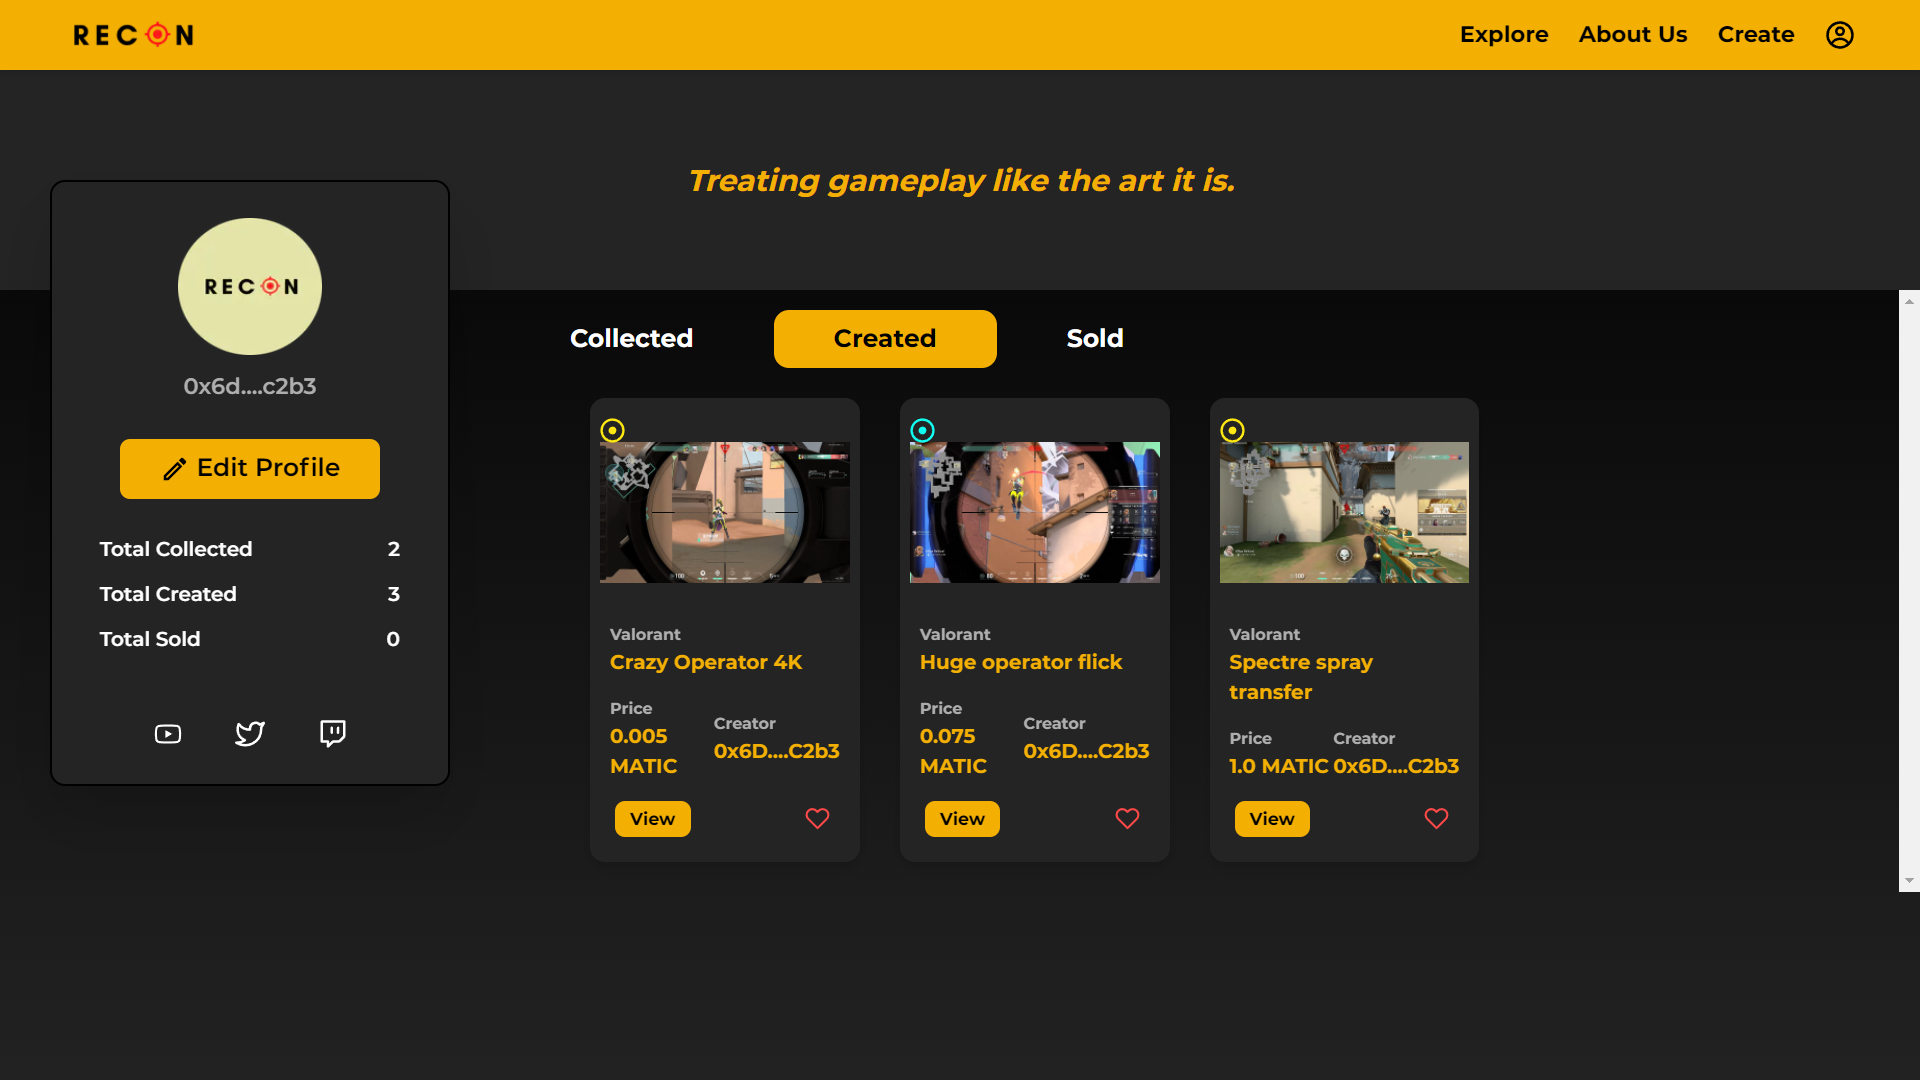 RECON
Explore
About Us
Create
Treating gameplay like the art it is.
RECON
0x6d....c2b3
Edit Profile
Total Collected 2
Total Created 3
Total Sold 0
Collected
Created
Sold
Valorant
Crazy Operator 4K
Price
0.005
MATIC
Creator
0x6D....C2b3
View
Valorant
Huge operator flick
Price
0.075
MATIC
Creator
0x6D....C2b3
View
Valorant
Spectre spray
transfer
Price
1.0 MATIC
Creator
0x6D....C2b3
View